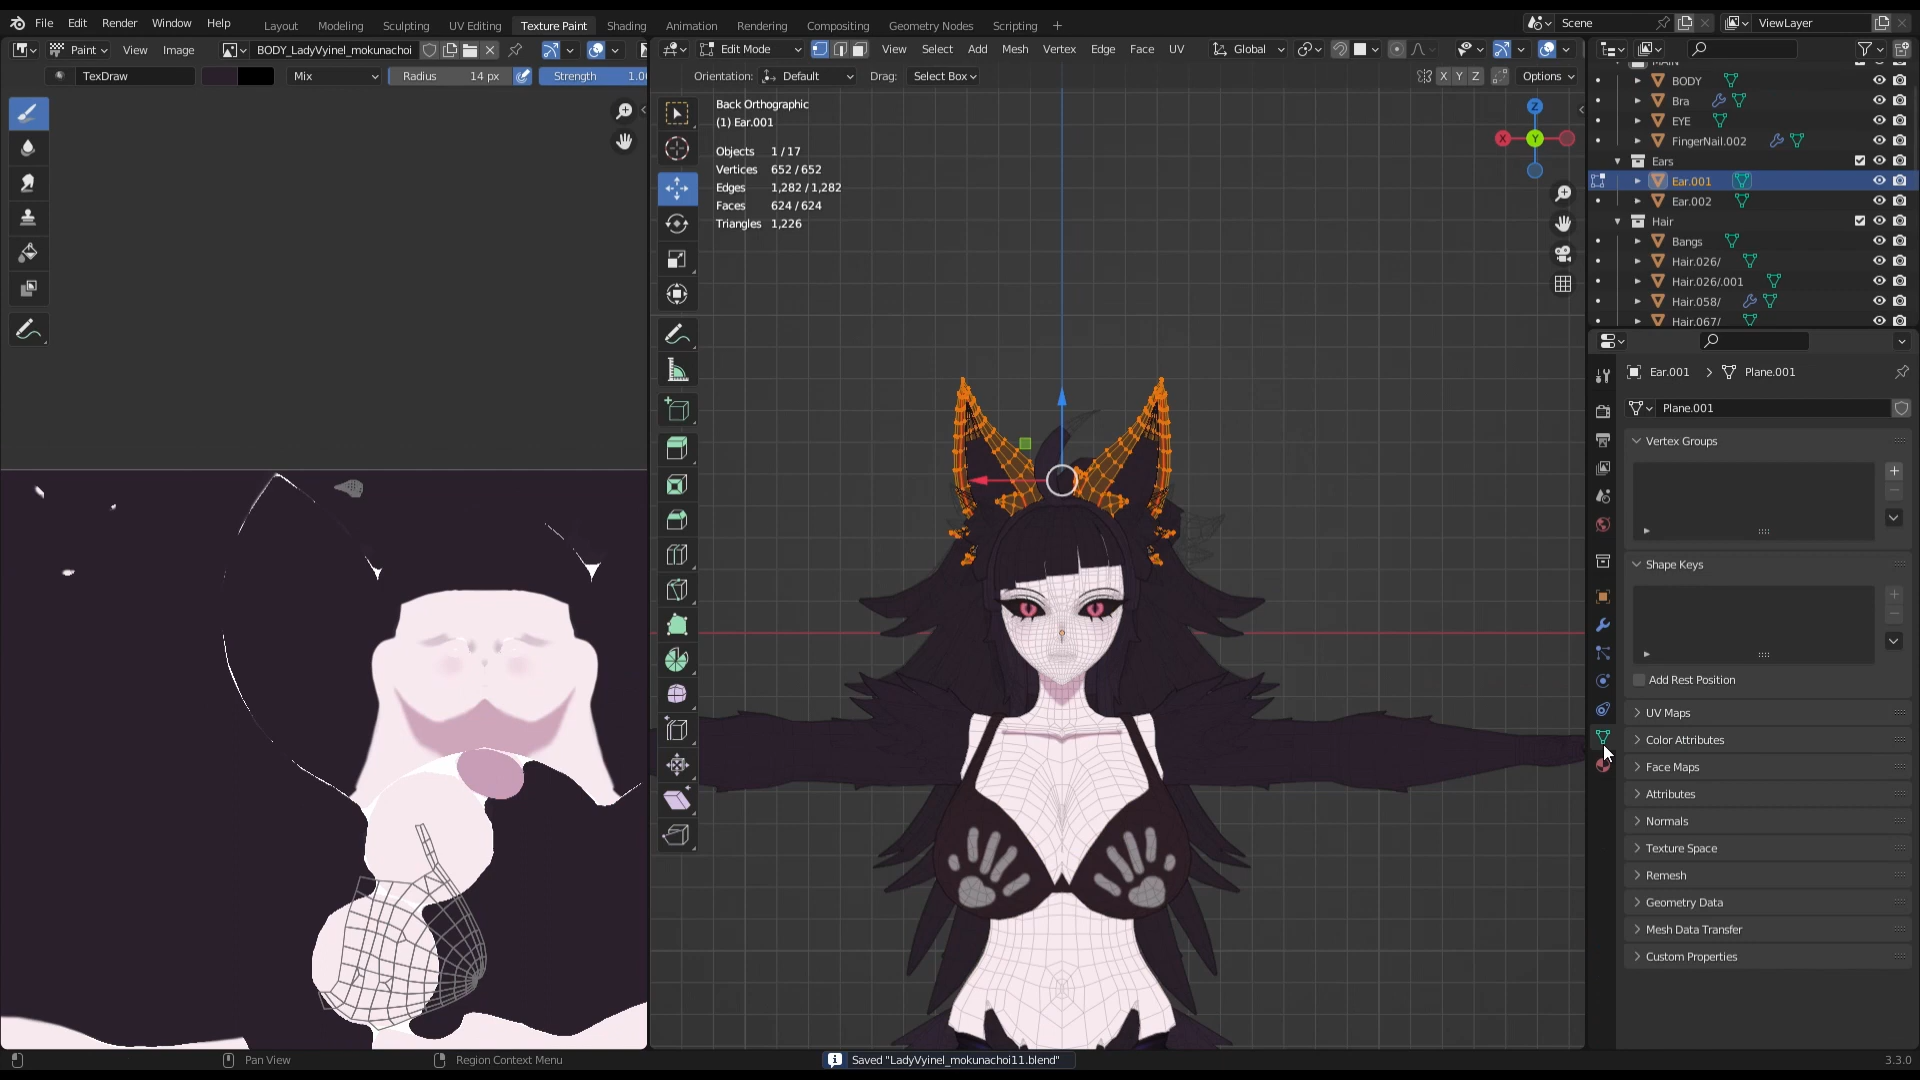 File Edit Render Window Help
Layout Modeling Sculpting UV Editing Texture Paint Shading Animation Rendering Compositing Geometry Nodes Scripting +
Scene
ViewLayer
Paint View Image
BODY_LadyVyinel_mokunachoi
TexDraw
Mix
Radius 14 px
Strength 1.0
Edit Mode View Select Add Mesh Vertex Edge Face UV
Global
Orientation: Default Drag: Select Box
X Y Z
Options
Back Orthographic
(1) Ear.001
Objects 1 / 17
Vertices 652 / 652
Edges 1,282 / 1,282
Faces 624 / 624
Triangles 1,226
Z
X
Y
MAIN
BODY
Bra
EYE
FingerNail.002
Ears
Ear.001
Ear.002
Hair
Bangs
Hair.026/
Hair.026/.001
Hair.058/
Hair.067/
Ear.001 > Plane.001
Plane.001
Vertex Groups
Shape Keys
Add Rest Position
UV Maps
Color Attributes
Face Maps
Attributes
Normals
Texture Space
Remesh
Geometry Data
Mesh Data Transfer
Custom Properties
Pan View
Region Context Menu
Saved "LadyVyinel_mokunachoi11.blend"
3.3.0